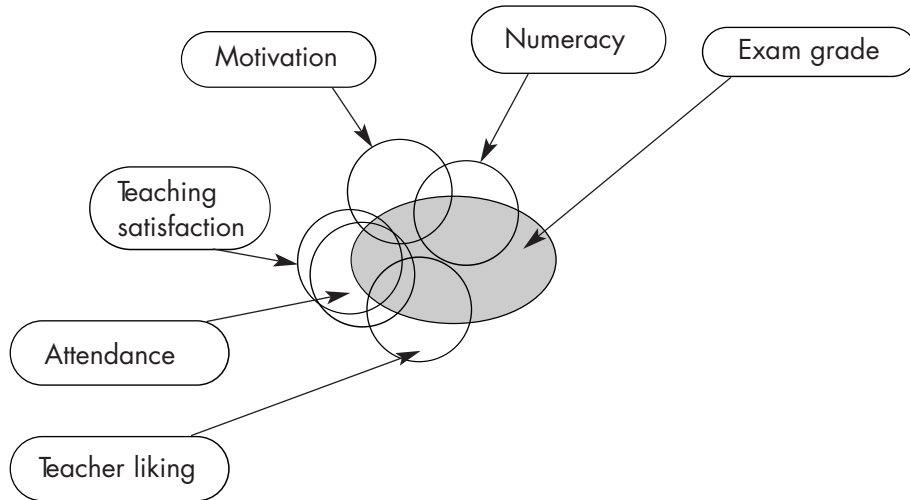 Numeracy
Motivation
Exam grade
Teaching
satisfaction
Attendance
Teacher liking